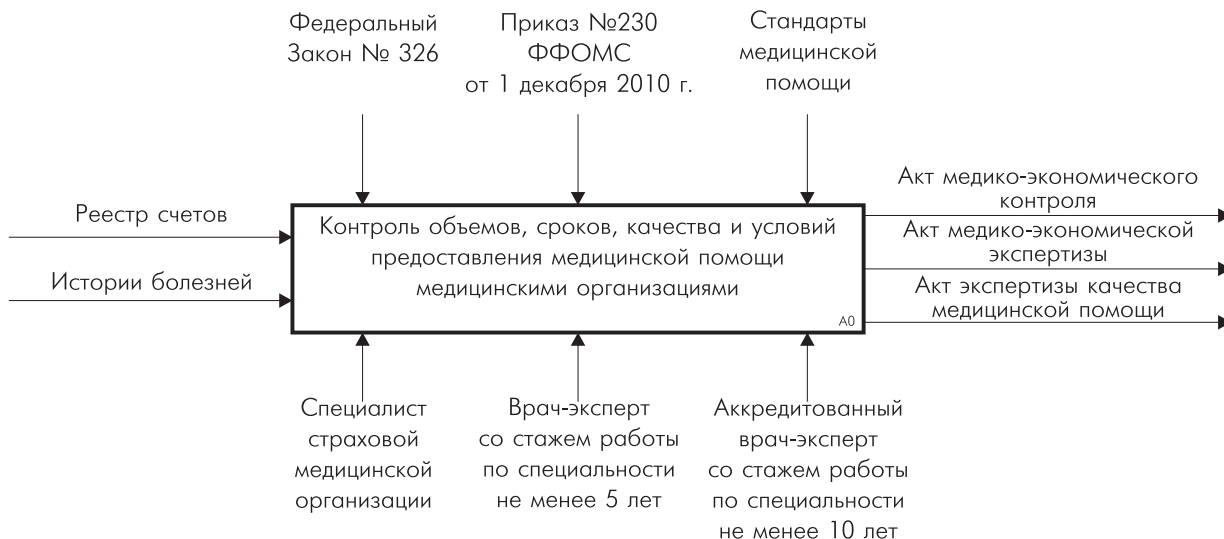 Федеральный
Закон № 326
Приказ №230
ФФОМС
от 1 декабря 2010 г.
Стандарты
медицинской
помощи
Реестр счетов
Истории болезней
Контроль объемов, сроков, качества и условий
предоставления медицинской помощи
медицинскими организациями
A0
Акт медико-экономического
контроля
Акт медико-экономической
экспертизы
Акт экспертизы качества
медицинской помощи
Специалист
страховой
медицинской
организации
Врач-эксперт
со стажем работы
по специальности
не менее 5 лет
Аккредитованный
врач-эксперт
со стажем работы
по специальности
не менее 10 лет